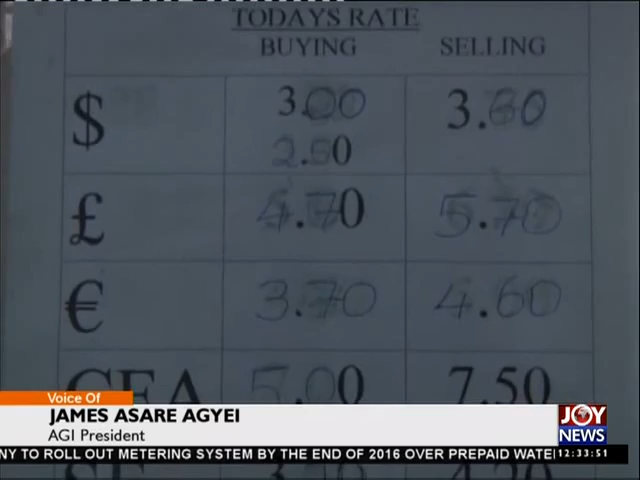 TODAYS RATE
BUYING SELLING
$ 3.00 3.60
2.50
£ 4.70 5.70
€ 3.70 4.60
CFA 5.00 7.50
Voice Of
JAMES ASARE AGYEI
AGI President
JOY
NEWS
NY TO ROLL OUT METERING SYSTEM BY THE END OF 2016 OVER PREPAID WATE
12:33:51